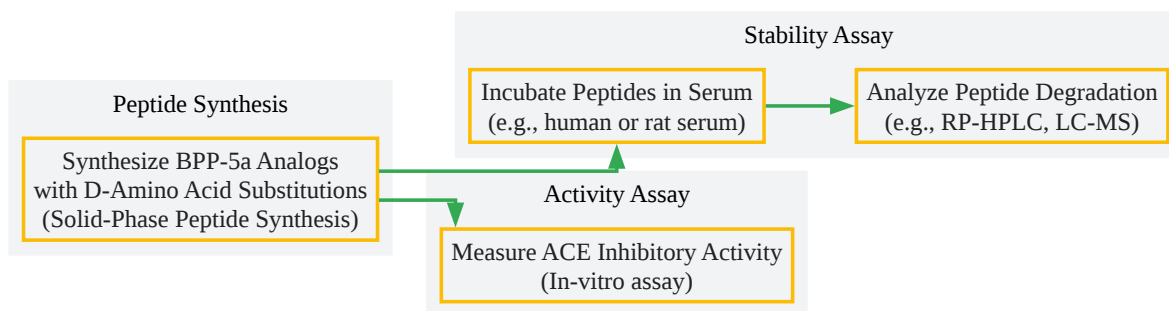 Peptide Synthesis
Synthesize BPP-5a Analogs
with D-Amino Acid Substitutions
(Solid-Phase Peptide Synthesis)
Stability Assay
Incubate Peptides in Serum
(e.g., human or rat serum)
Analyze Peptide Degradation
(e.g., RP-HPLC, LC-MS)
Activity Assay
Measure ACE Inhibitory Activity
(In-vitro assay)